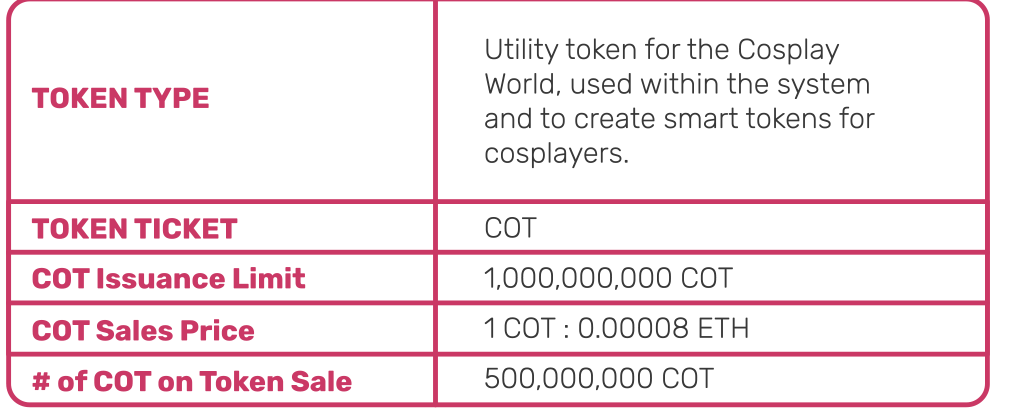 TOKEN TYPE
Utility token for the Cosplay
World, used within the system
and to create smart tokens for
cosplayers.
TOKEN TICKET
COT
COT Issuance Limit
1,000,000,000 COT
COT Sales Price
1 COT : 0.00008 ETH
# of COT on Token Sale
500,000,000 COT